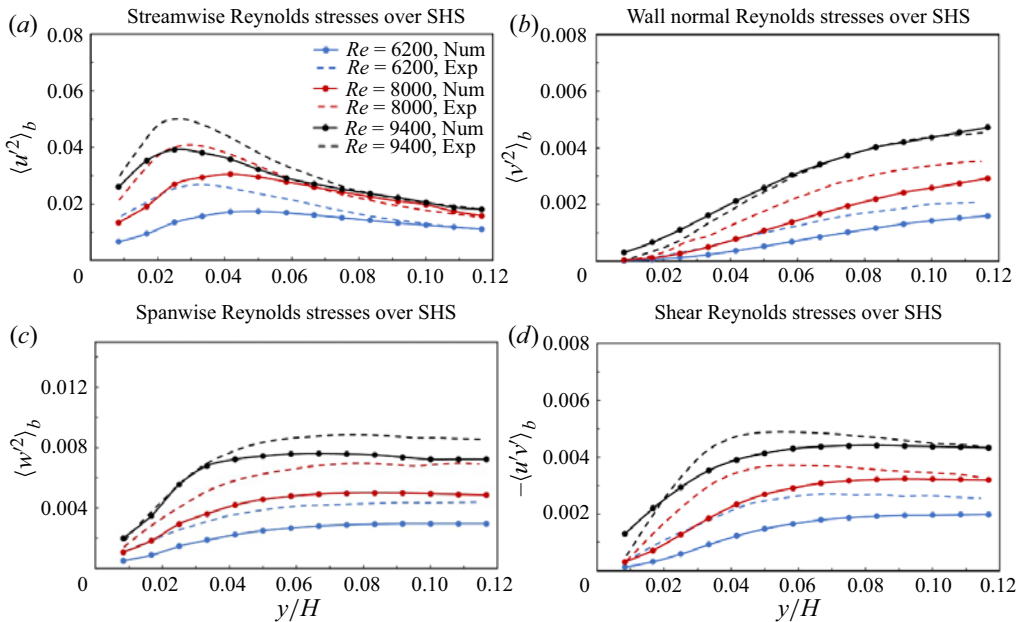 (a) Streamwise Reynolds stresses over SHS
0.08
0.06
0.04
0.02
0
⟨u′²⟩b
Re = 6200, Num
Re = 6200, Exp
Re = 8000, Num
Re = 8000, Exp
Re = 9400, Num
Re = 9400, Exp
0.02 0.04 0.06 0.08 0.10 0.12
(b) Wall normal Reynolds stresses over SHS
0.008
0.006
0.004
0.002
0
⟨v′²⟩b
0.02 0.04 0.06 0.08 0.10 0.12
(c) Spanwise Reynolds stresses over SHS
0.012
0.008
0.004
0
⟨w′²⟩b
0.02 0.04 0.06 0.08 0.10 0.12
y/H
(d) Shear Reynolds stresses over SHS
0.008
0.006
0.004
0.002
0
−⟨u′v′⟩b
0.02 0.04 0.06 0.08 0.10 0.12
y/H